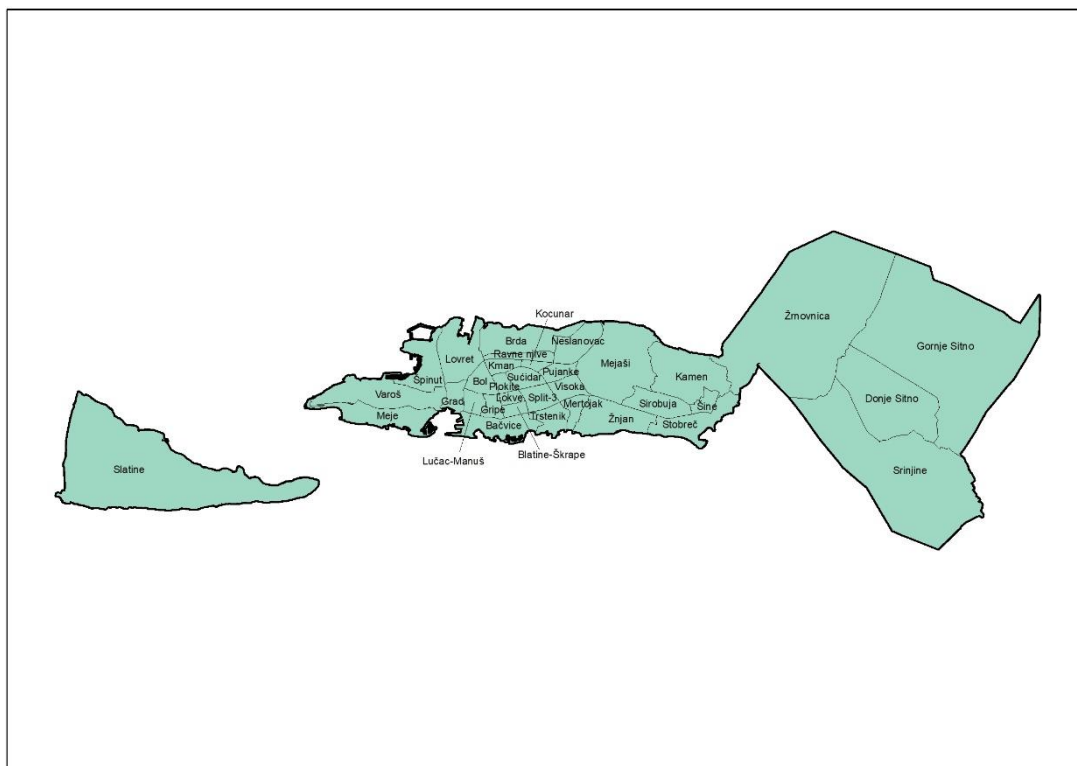 Kocunar
Žrnovnica
Brda
Neslanovac
Gornje Sitno
Lovret
Ravne njive
Mejaši
Kman
Pujanke
Kamen
Spinut
Bol
Sućidar
Varoš
Plokite
Visoka
Donje Sitno
Grad
Lokve
Split-3
Mertojak
Sirobuja
Šine
Meje
Gripe
Trstenik
Žnjan
Stobreč
Bačvice
Lučac-Manuš
Blatine-Škrape
Slatine
Srinjine